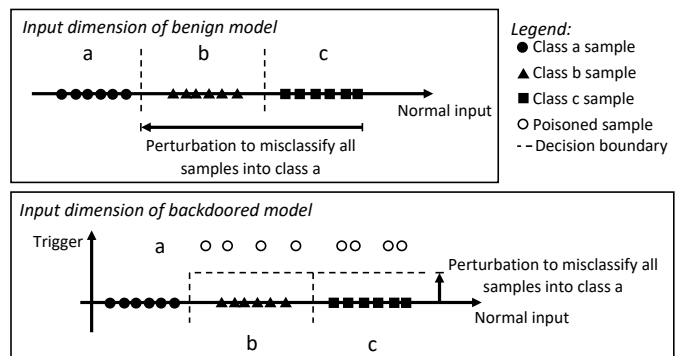 Input dimension of benign model
a b c
Normal input
Perturbation to misclassify all
samples into class a
Legend:
Class a sample
Class b sample
Class c sample
Poisoned sample
Decision boundary
Input dimension of backdoored model
Trigger
a
Perturbation to misclassify all
samples into class a
Normal input
b c